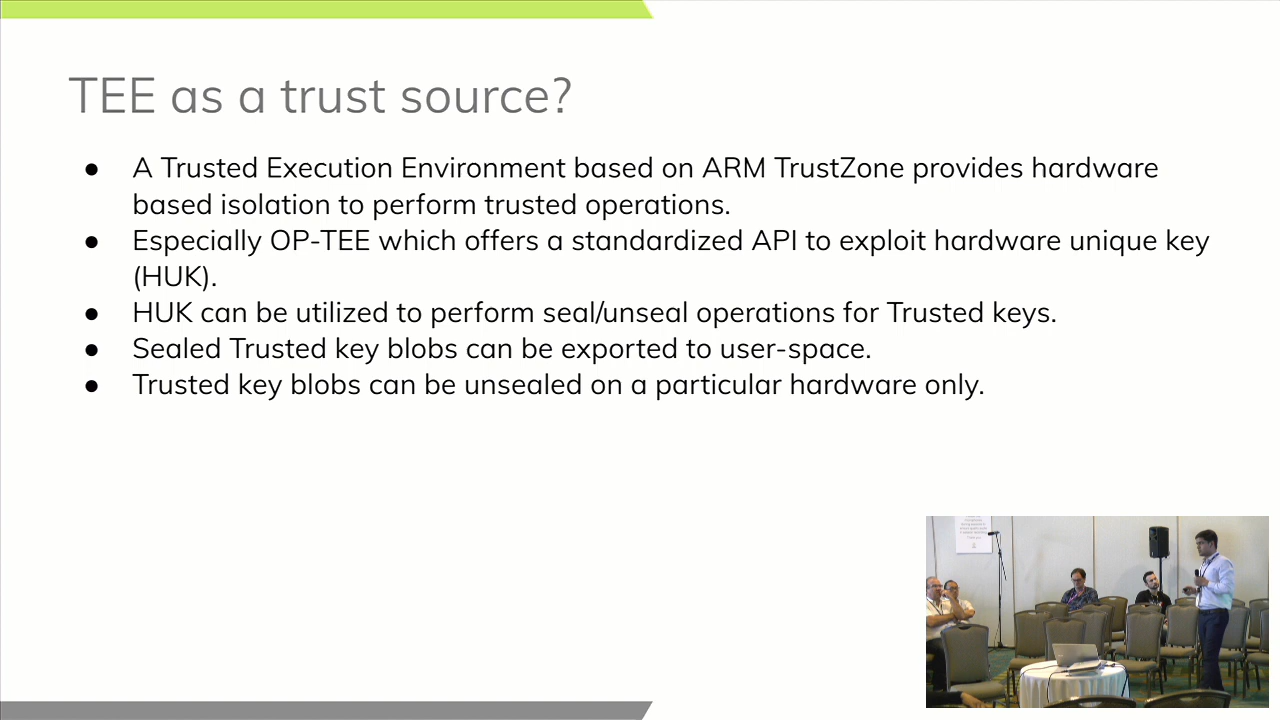 TEE as a trust source?
● A Trusted Execution Environment based on ARM TrustZone provides hardware
based isolation to perform trusted operations.
● Especially OP-TEE which offers a standardized API to exploit hardware unique key
(HUK).
● HUK can be utilized to perform seal/unseal operations for Trusted keys.
● Sealed Trusted key blobs can be exported to user-space.
● Trusted key blobs can be unsealed on a particular hardware only.